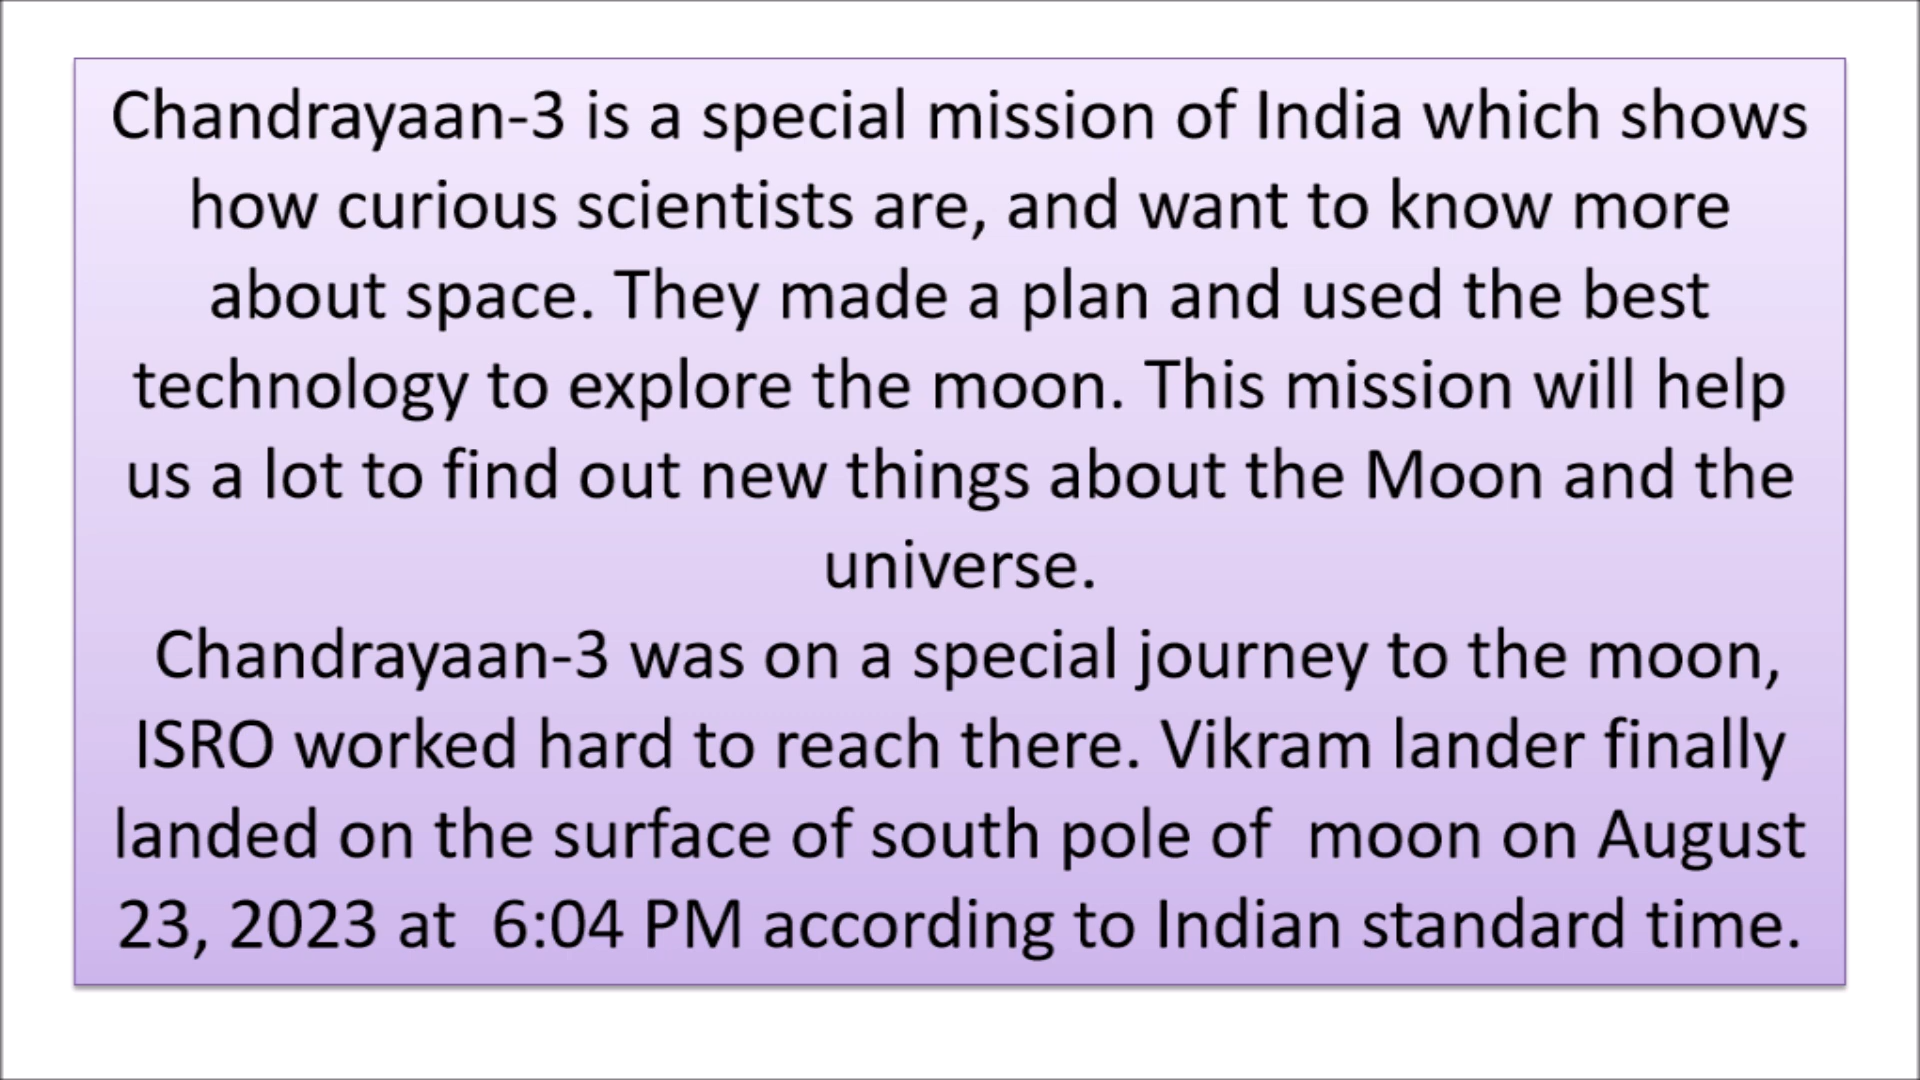 Chandrayaan-3 is a special mission of India which shows
how curious scientists are, and want to know more
about space. They made a plan and used the best
technology to explore the moon. This mission will help
us a lot to find out new things about the Moon and the
universe.
Chandrayaan-3 was on a special journey to the moon,
ISRO worked hard to reach there. Vikram lander finally
landed on the surface of south pole of  moon on August
23, 2023 at  6:04 PM according to Indian standard time.